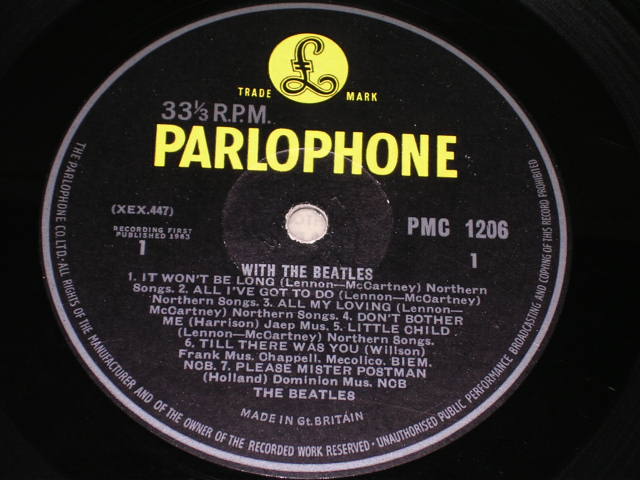 £
TRADE MARK
33⅓ R.P.M.
PARLOPHONE
(XEX.447)
PMC 1206
RECORDING FIRST
PUBLISHED 1963
1
1
WITH THE BEATLES
1. IT WON'T BE LONG (Lennon—McCartney) Northern
Songs. 2. ALL I'VE GOT TO DO (Lennon—McCartney)
Northern Songs. 3. ALL MY LOVING (Lennon—
McCartney) Northern Songs. 4. DON'T BOTHER
ME (Harrison) Jaep Mus. 5. LITTLE CHILD
(Lennon—McCartney) Northern Songs.
6. TILL THERE WAS YOU (Willson)
Frank Mus. Chappell. Mecolico. BIEM.
NOB. 7. PLEASE MISTER POSTMAN
(Holland) Dominion Mus. NOB
THE BEATLES
MADE IN Gt. BRITAIN
THE PARLOPHONE CO LTD · ALL RIGHTS OF THE MANUFACTURER AND OF THE OWNER OF THE RECORDED WORK RESERVED · UNAUTHORISED PUBLIC PERFORMANCE BROADCASTING AND COPYING OF THIS RECORD PROHIBITED